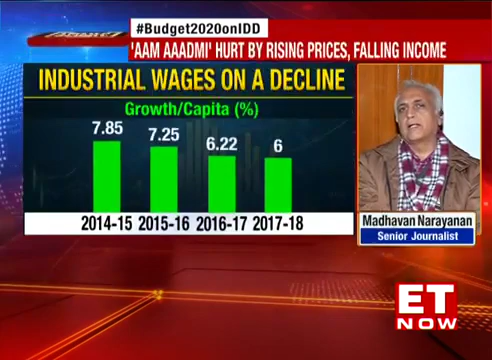 #Budget2020onIDD
'AAM AAADMI' HURT BY RISING PRICES, FALLING INCOME
INDUSTRIAL WAGES ON A DECLINE
Growth/Capita (%)
7.85 7.25 6.22 6
2014-15 2015-16 2016-17 2017-18
Madhavan Narayanan
Senior Journalist
ET
NOW